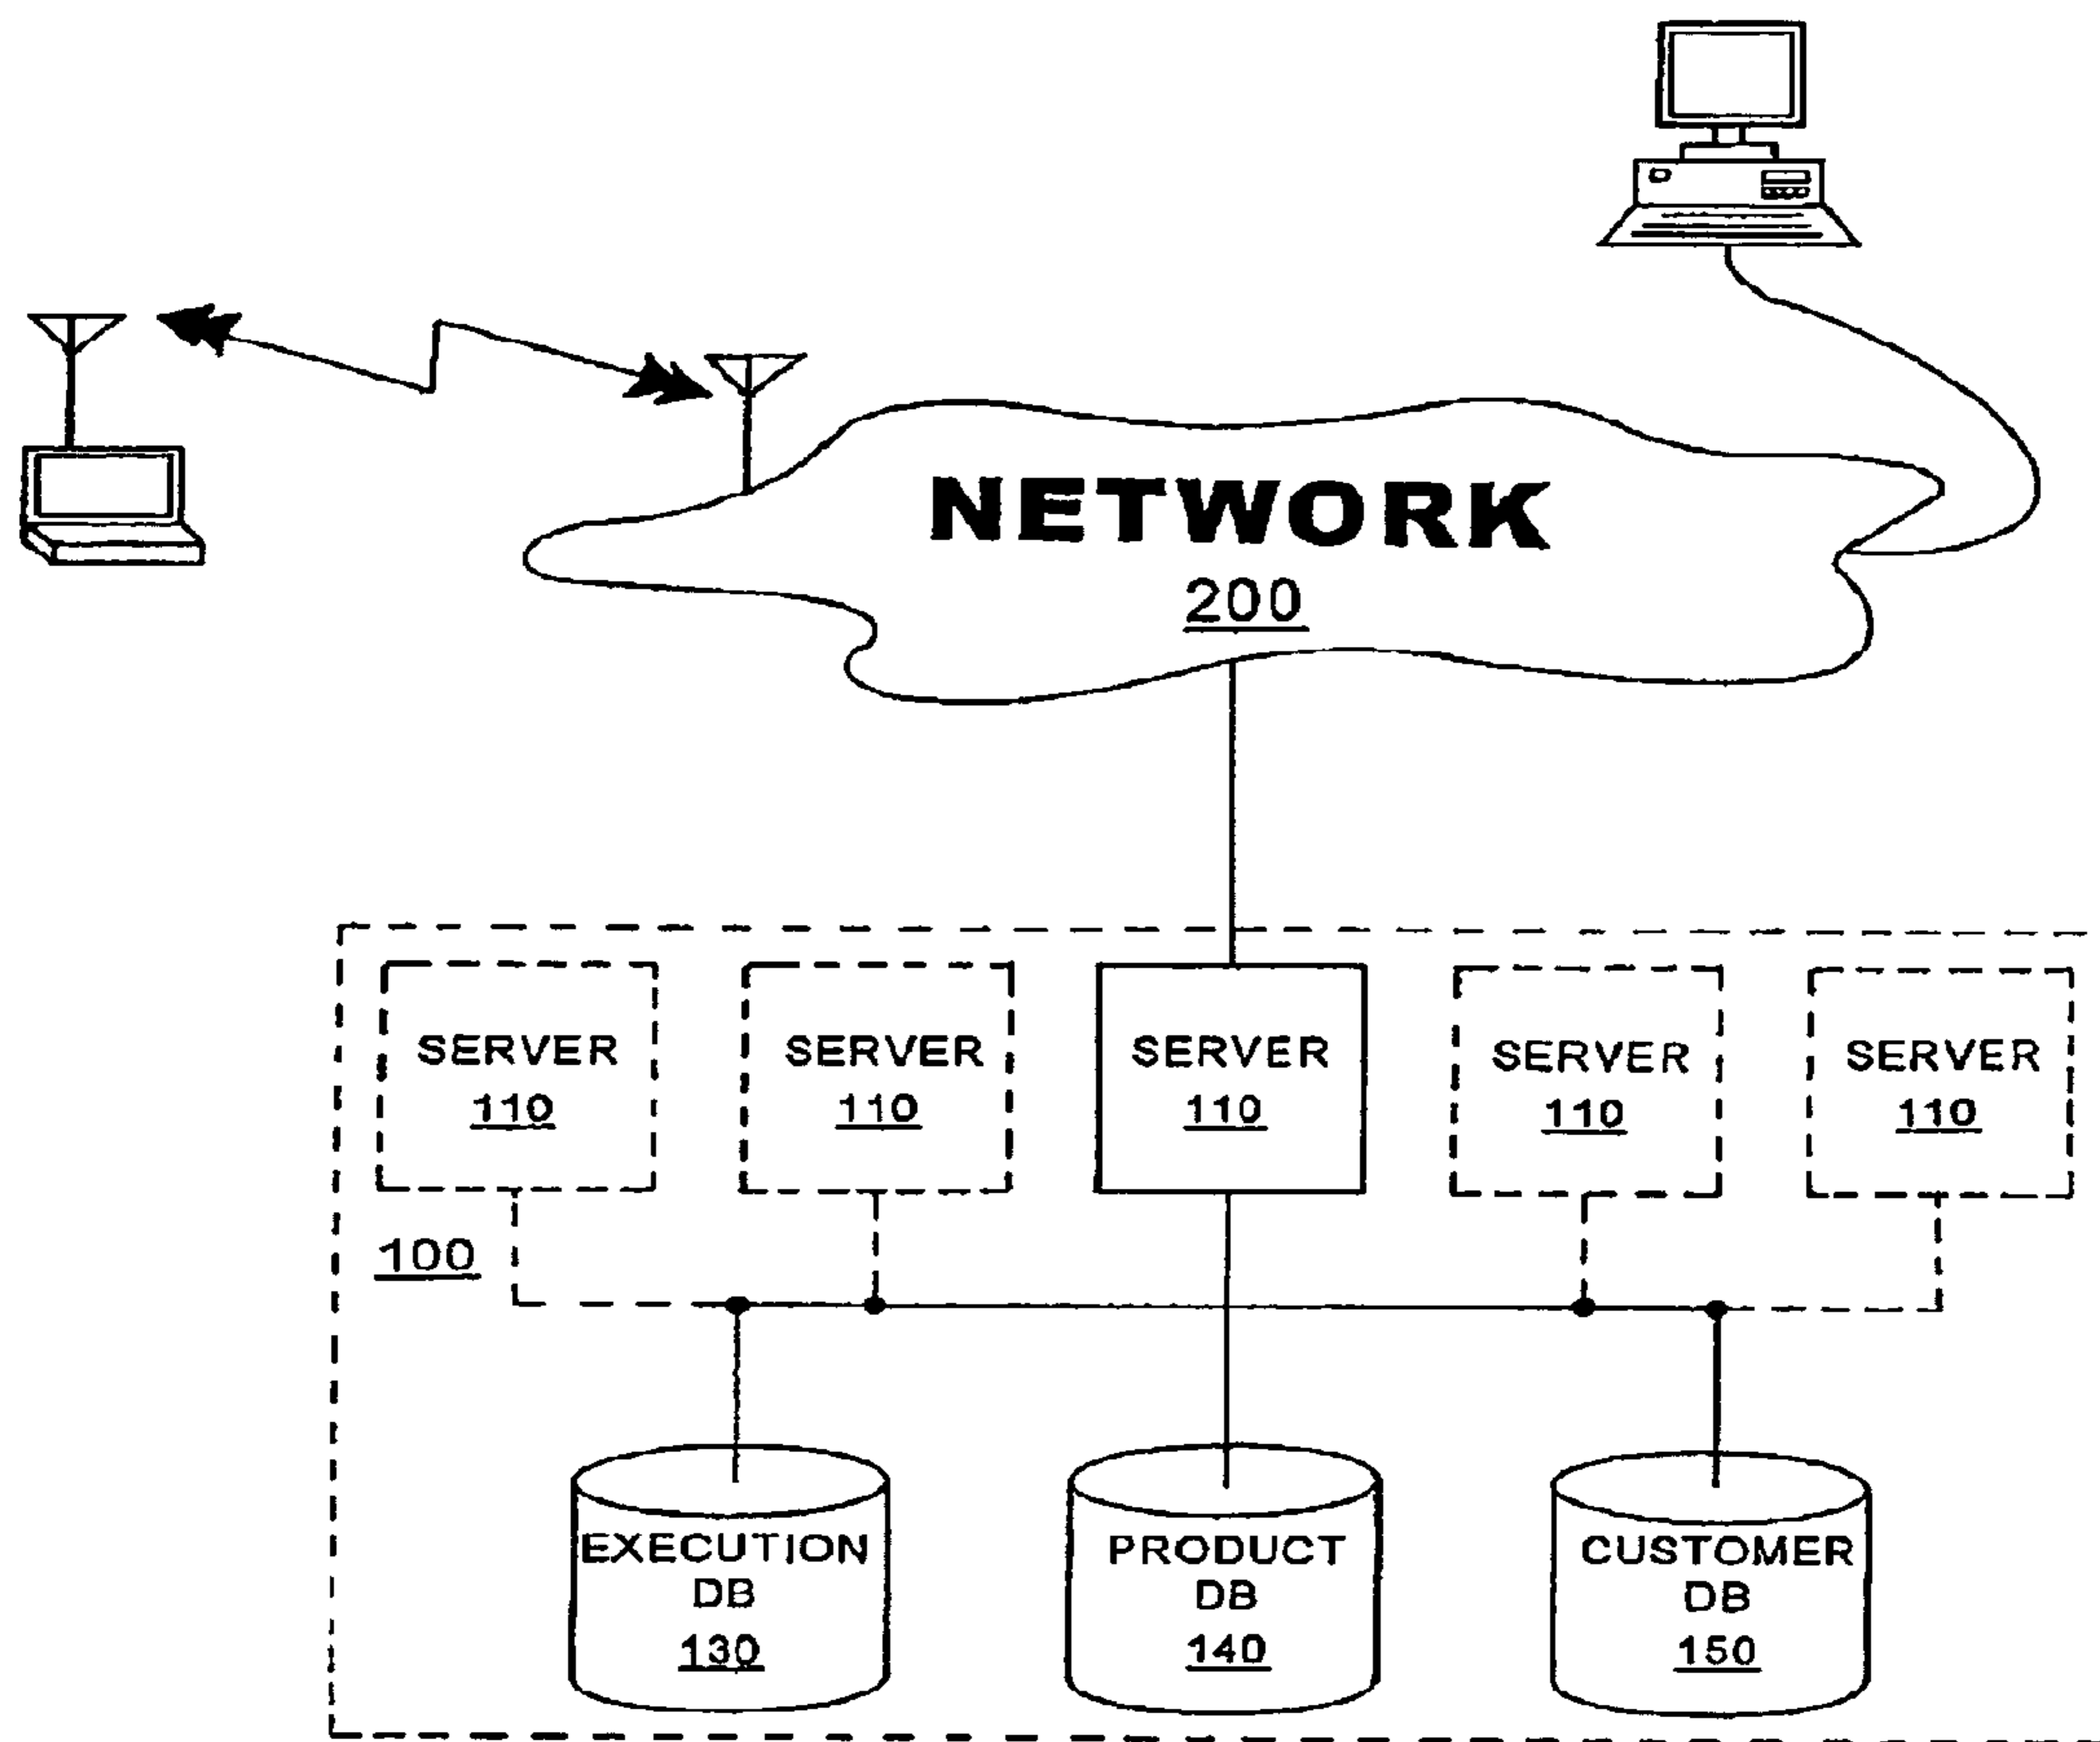 NETWORK
200
SERVER
110
SERVER
110
SERVER
110
SERVER
110
SERVER
110
100
EXECUTION
DB
130
PRODUCT
DB
140
CUSTOMER
DB
150